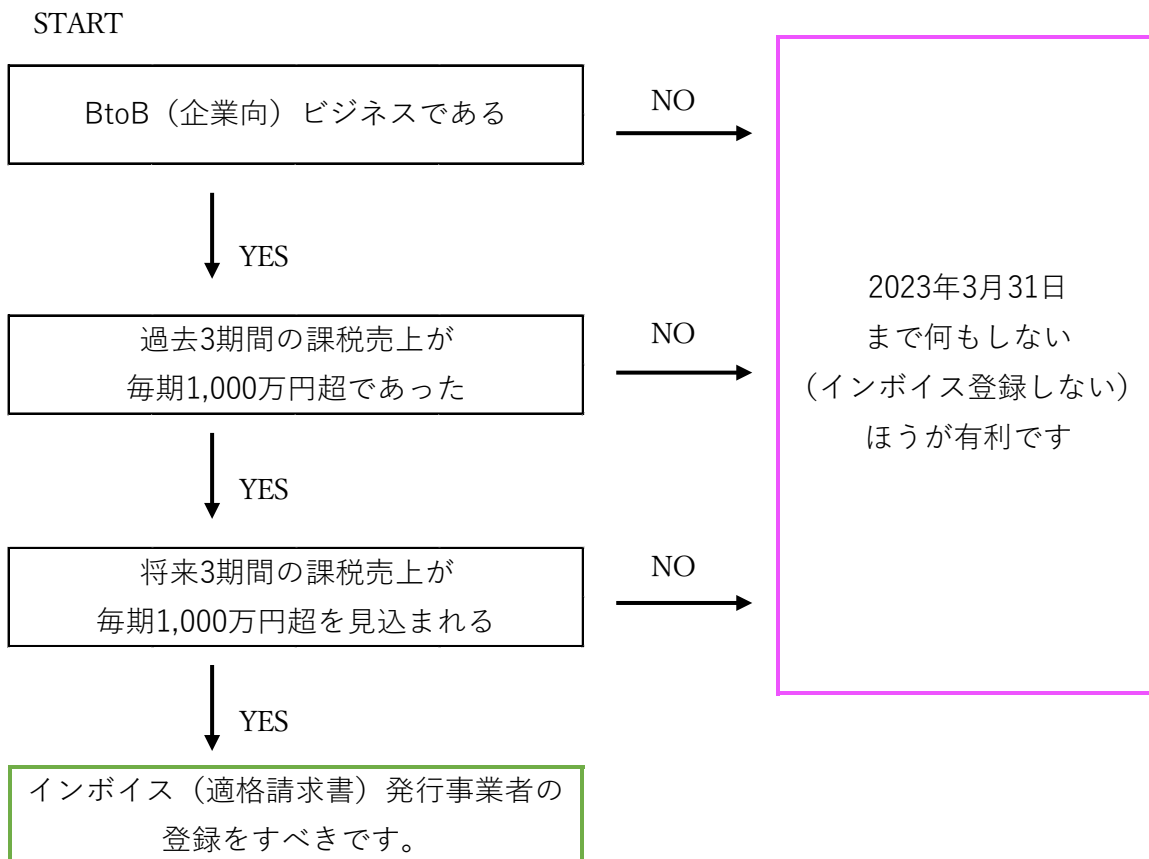 START
BtoB（企業向）ビジネスである
NO
YES
過去3期間の課税売上が
毎期1,000万円超であった
NO
YES
将来3期間の課税売上が
毎期1,000万円超を見込まれる
NO
YES
インボイス（適格請求書）発行事業者の
登録をすべきです。
2023年3月31日
まで何もしない
（インボイス登録しない）
ほうが有利です